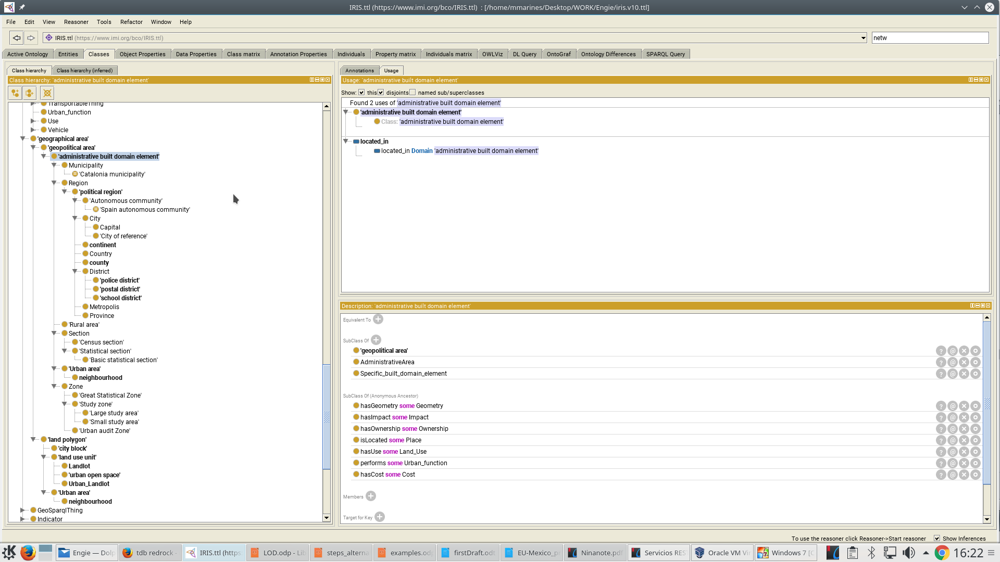 IRIS.ttl (https://www.imi.org/bco/IRIS.ttl) : [/home/mmarines/Desktop/WORK/Engie/iris.v10.ttl]
File Edit View Reasoner Tools Refactor Window Help
IRIS.ttl (https://www.imi.org/bco/IRIS.ttl) netw
Active Ontology Entities Classes Object Properties Data Properties Class matrix Annotation Properties Individuals Property matrix Individuals matrix OWLViz DL Query OntoGraf Ontology Differences SPARQL Query
Class hierarchy Class hierarchy (inferred)
Class hierarchy: 'administrative built domain element'
TransportableThing
Urban_function
Use
Vehicle
'geographical area'
'geopolitical area'
'administrative built domain element'
Municipality
'Catalonia municipality'
Region
'political region'
'Autonomous community'
'Spain autonomous community'
City
Capital
'City of reference'
continent
Country
county
District
'police district'
'postal district'
'school district'
Metropolis
Province
'Rural area'
Section
'Census section'
'Statistical section'
'Basic statistical section'
'Urban area'
neighbourhood
Zone
'Great Statistical Zone'
'Study zone'
'Large study area'
'Small study area'
'Urban audit Zone'
'land polygon'
'city block'
'land use unit'
Landlot
'urban open space'
Urban_Landlot
'Urban area'
neighbourhood
GeoSparqlThing
Indicator
Annotations Usage
Usage: 'administrative built domain element'
Show: this disjoints named sub/superclasses
Found 2 uses of 'administrative built domain element'
'administrative built domain element'
Class: 'administrative built domain element'
located_in
located_in Domain 'administrative built domain element'
Description: 'administrative built domain element'
Equivalent To
SubClass Of
'geopolitical area'
AdministrativeArea
Specific_built_domain_element
SubClass Of (Anonymous Ancestor)
hasGeometry some Geometry
hasImpact some Impact
hasOwnership some Ownership
isLocated some Place
hasUse some Land_Use
performs some Urban_function
hasCost some Cost
Members
Target for Key
To use the reasoner click Reasoner->Start reasoner Show Inferences
Engie — Dolp tdb redrock - IRIS.ttl (https: LOD.odp - Lib steps_alterna examples.odp firstDraft.odt EU-Mexico_p Ninanote.pdf Servicios RES Oracle VM Vir Windows 7 [C 16:22